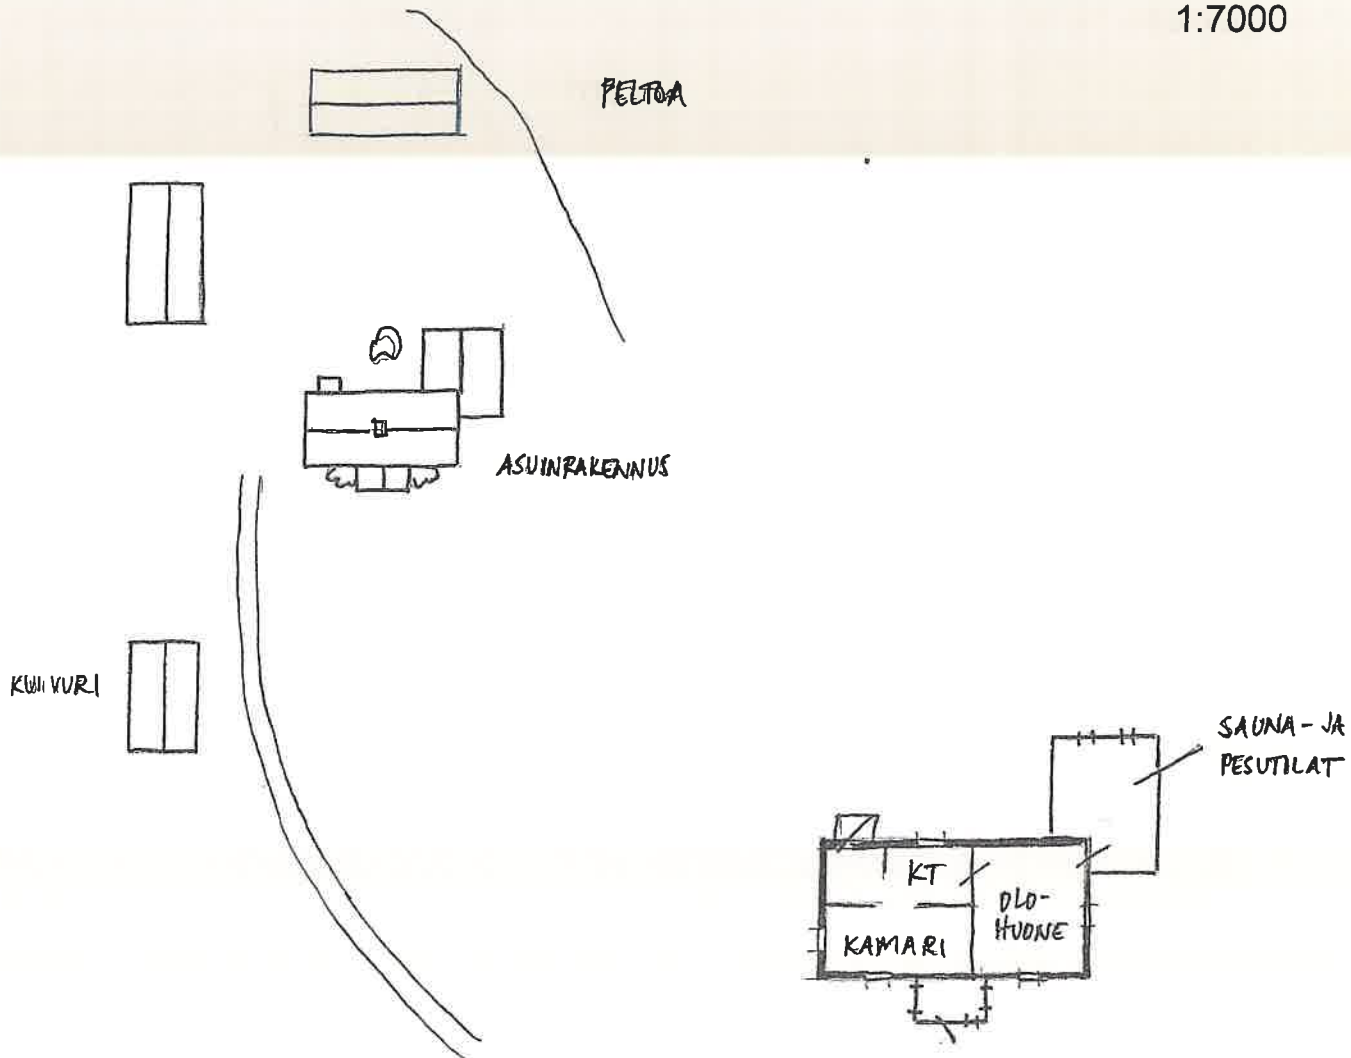 1:7000
PELTOA
ASUINRAKENNUS
KUIVURI
SAUNA- JA
PESUTILAT
KT
OLO-
HUONE
KAMARI